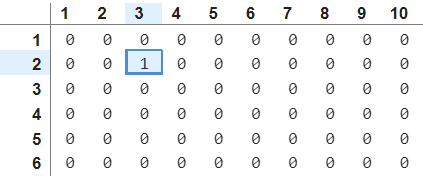 1 2 3 4 5 6 7 8 9 10
1 0 0 0 0 0 0 0 0 0 0
2 0 0 1 0 0 0 0 0 0 0
3 0 0 0 0 0 0 0 0 0 0
4 0 0 0 0 0 0 0 0 0 0
5 0 0 0 0 0 0 0 0 0 0
6 0 0 0 0 0 0 0 0 0 0